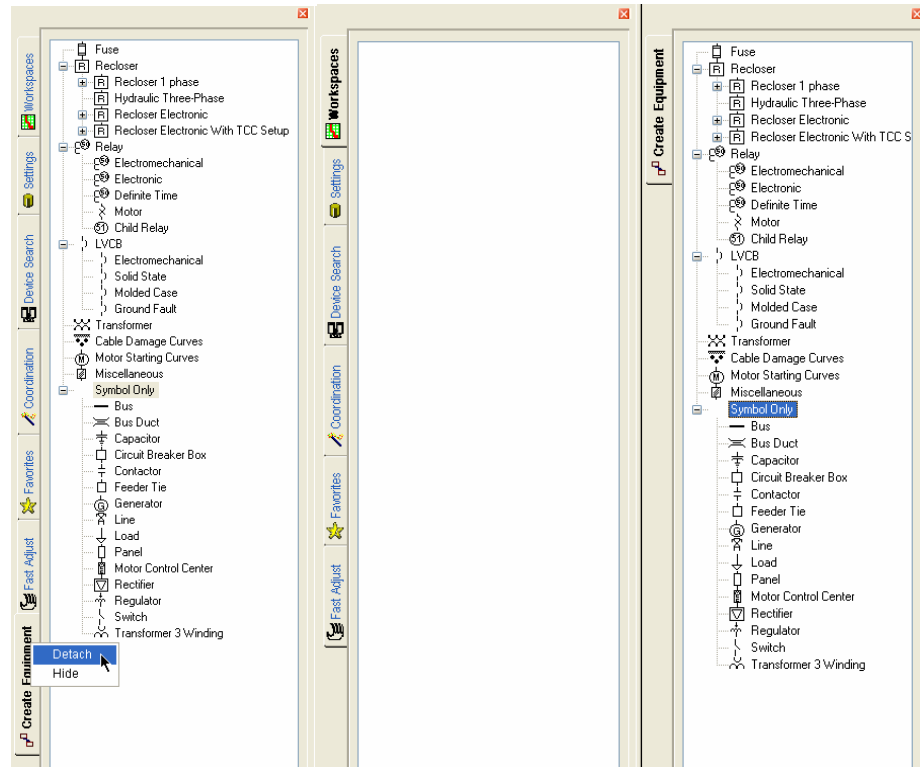 Workspaces
Settings
Device Search
Coordination
Favorites
Fast Adjust
Create Equipment
Fuse
Recloser
Recloser 1 phase
Hydraulic Three-Phase
Recloser Electronic
Recloser Electronic With TCC Setup
Relay
Electromechanical
Electronic
Definite Time
Motor
Child Relay
LVCB
Electromechanical
Solid State
Molded Case
Ground Fault
Transformer
Cable Damage Curves
Motor Starting Curves
Miscellaneous
Symbol Only
Bus
Bus Duct
Capacitor
Circuit Breaker Box
Contactor
Feeder Tie
Generator
Line
Load
Panel
Motor Control Center
Rectifier
Regulator
Switch
Transformer 3 Winding
Detach
Hide
Workspaces
Settings
Device Search
Coordination
Favorites
Fast Adjust
Create Equipment
Fuse
Recloser
Recloser 1 phase
Hydraulic Three-Phase
Recloser Electronic
Recloser Electronic With TCC S
Relay
Electromechanical
Electronic
Definite Time
Motor
Child Relay
LVCB
Electromechanical
Solid State
Molded Case
Ground Fault
Transformer
Cable Damage Curves
Motor Starting Curves
Miscellaneous
Symbol Only
Bus
Bus Duct
Capacitor
Circuit Breaker Box
Contactor
Feeder Tie
Generator
Line
Load
Panel
Motor Control Center
Rectifier
Regulator
Switch
Transformer 3 Winding